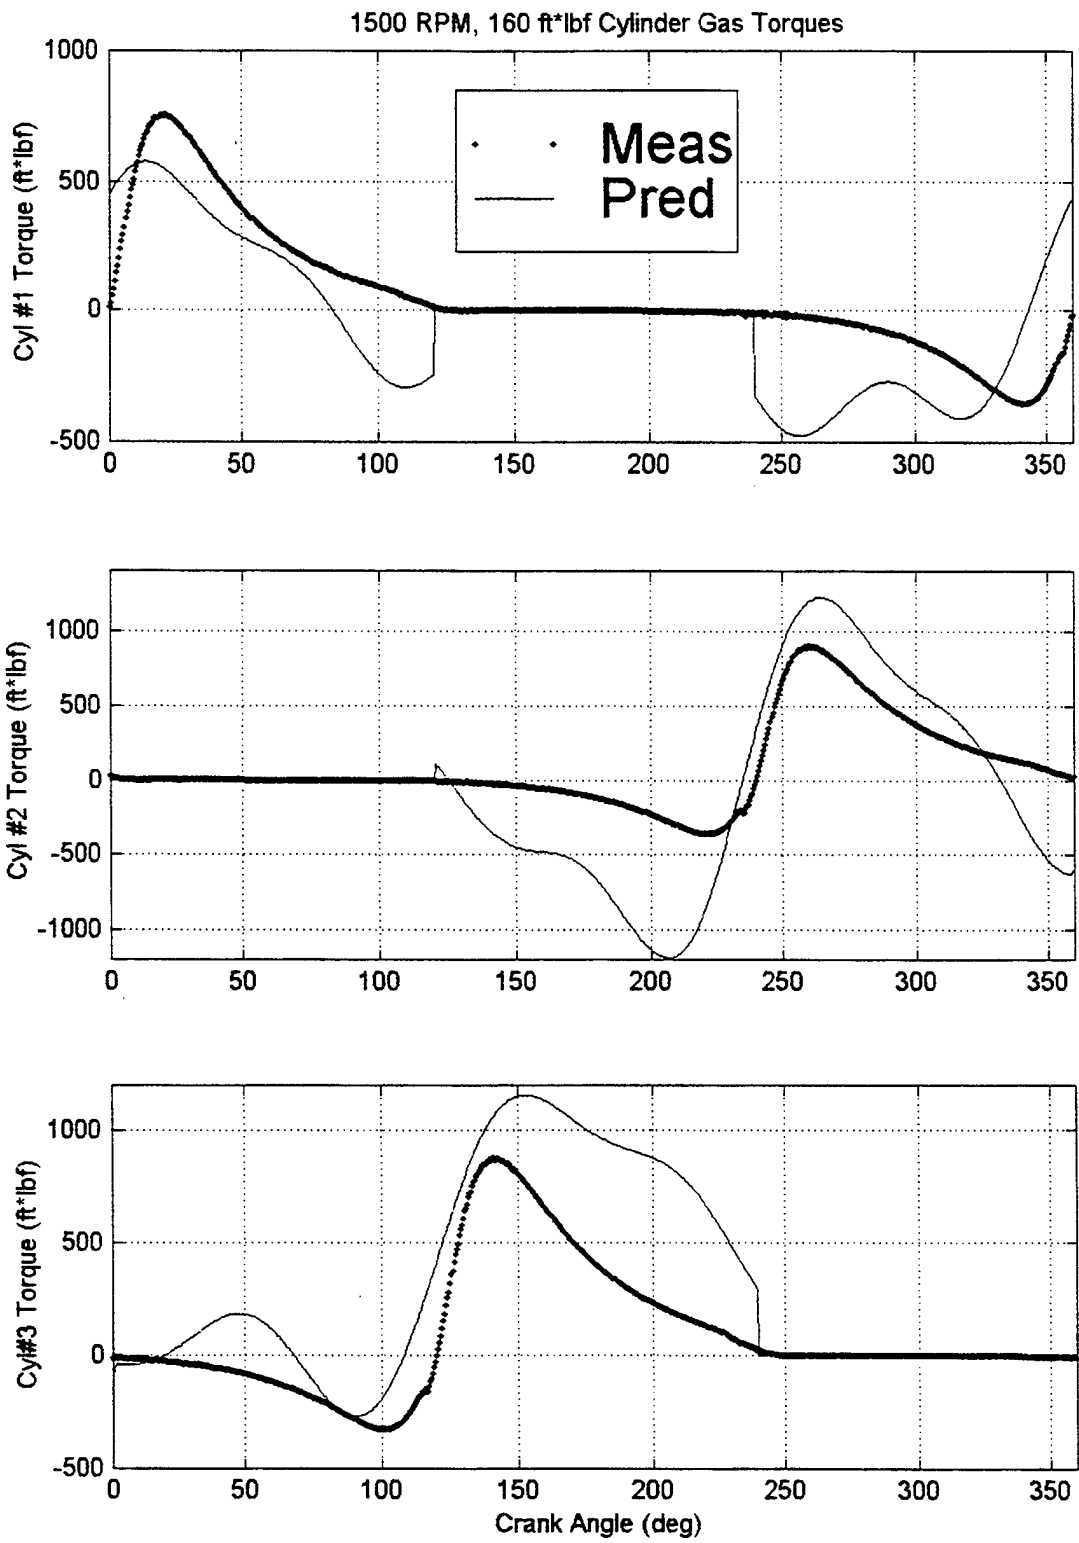 1500 RPM, 160 ft*lbf Cylinder Gas Torques
1000
500
0
-500
Cyl #1 Torque (ft*lbf)
Meas
Pred
0 50 100 150 200 250 300 350
1000
500
0
-500
-1000
Cyl #2 Torque (ft*lbf)
0 50 100 150 200 250 300 350
1000
500
0
-500
Cyl#3 Torque (ft*lbf)
0 50 100 150 200 250 300 350
Crank Angle (deg)